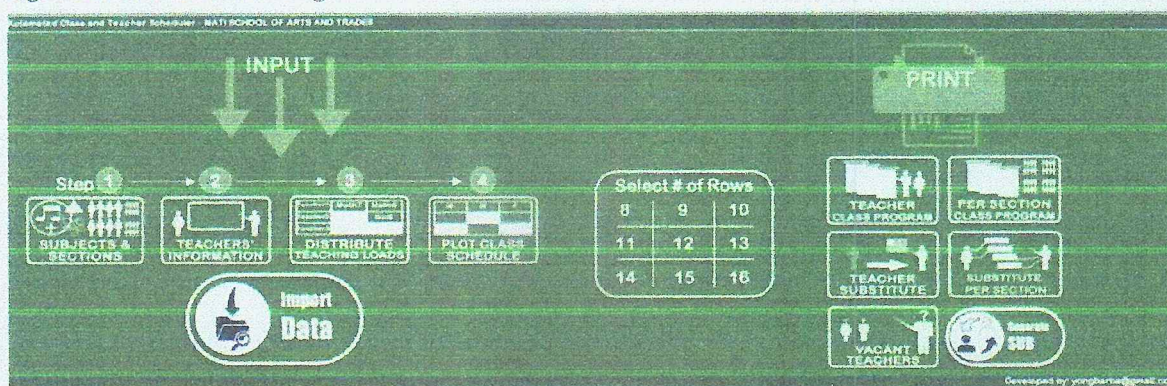 Automated Class and Teacher Scheduler NATI SCHOOL OF ARTS AND TRADES
INPUT
Step 1 2 3 4
SUBJECTS &
SECTIONS
TEACHERS'
INFORMATION
DISTRIBUTE
TEACHING LOADS
PLOT CLASS
SCHEDULE
Import
Data
Select # of Rows
8 9 10
11 12 13
14 15 16
PRINT
TEACHER
CLASS PROGRAM
PER SECTION
CLASS PROGRAM
TEACHER
SUBSTITUTE
SUBSTITUTE
PER SECTION
VACANT
TEACHERS
Separate
SUB
Developed by: